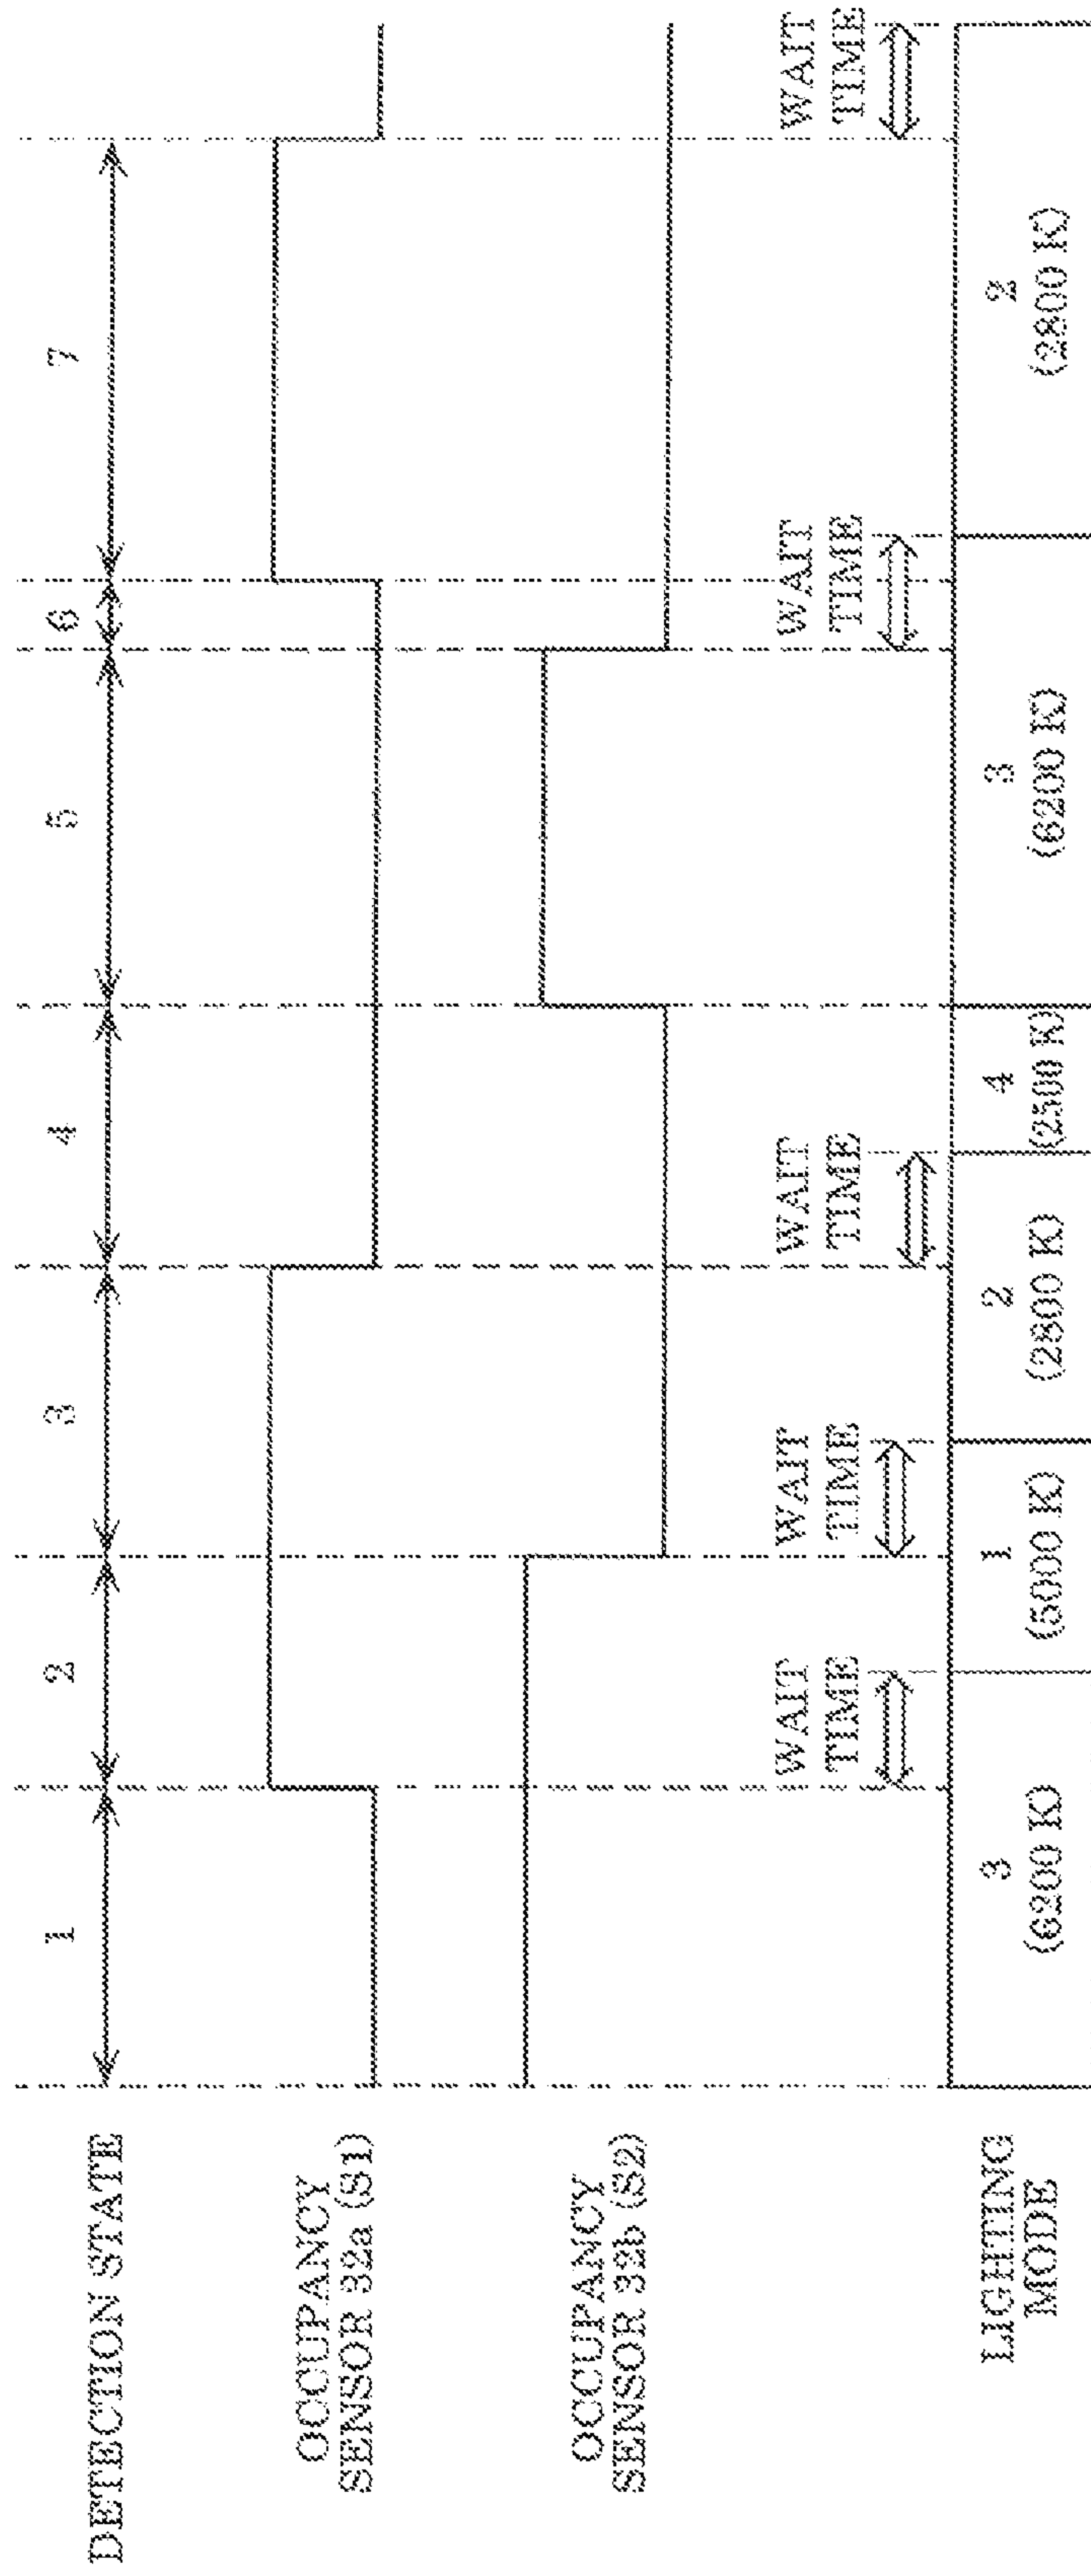 DETECTION STATE
1
2
3
4
5
6
7
OCCUPANCY
SENSOR 32a (S1)
OCCUPANCY
SENSOR 32b (S2)
WAIT
TIME
WAIT
TIME
WAIT
TIME
WAIT
TIME
WAIT
TIME
LIGHTING
MODE
3
(6200 K)
1
(5000 K)
2
(2800 K)
4
(2500 K)
3
(6200 K)
2
(2800 K)